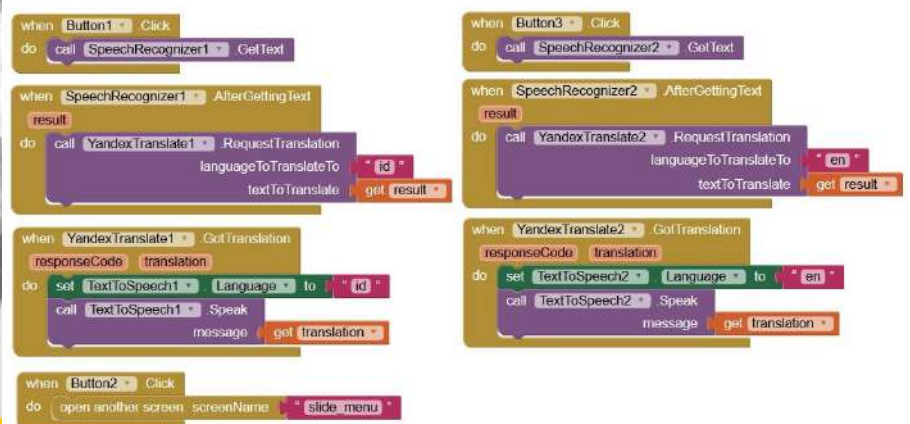 when Button1 .Click
do call SpeechRecognizer1 .GetText
when SpeechRecognizer1 .AfterGettingText
result
do call YandexTranslate1 .RequestTranslation
languageToTranslateTo " id "
textToTranslate get result
when YandexTranslate1 .GotTranslation
responseCode translation
do set TextToSpeech1 . Language to " id "
call TextToSpeech1 .Speak
message get translation
when Button2 .Click
do open another screen screenName " slide_menu "
when Button3 .Click
do call SpeechRecognizer2 .GetText
when SpeechRecognizer2 .AfterGettingText
result
do call YandexTranslate2 .RequestTranslation
languageToTranslateTo " en "
textToTranslate get result
when YandexTranslate2 .GotTranslation
responseCode translation
do set TextToSpeech2 . Language to " en "
call TextToSpeech2 .Speak
message get translation